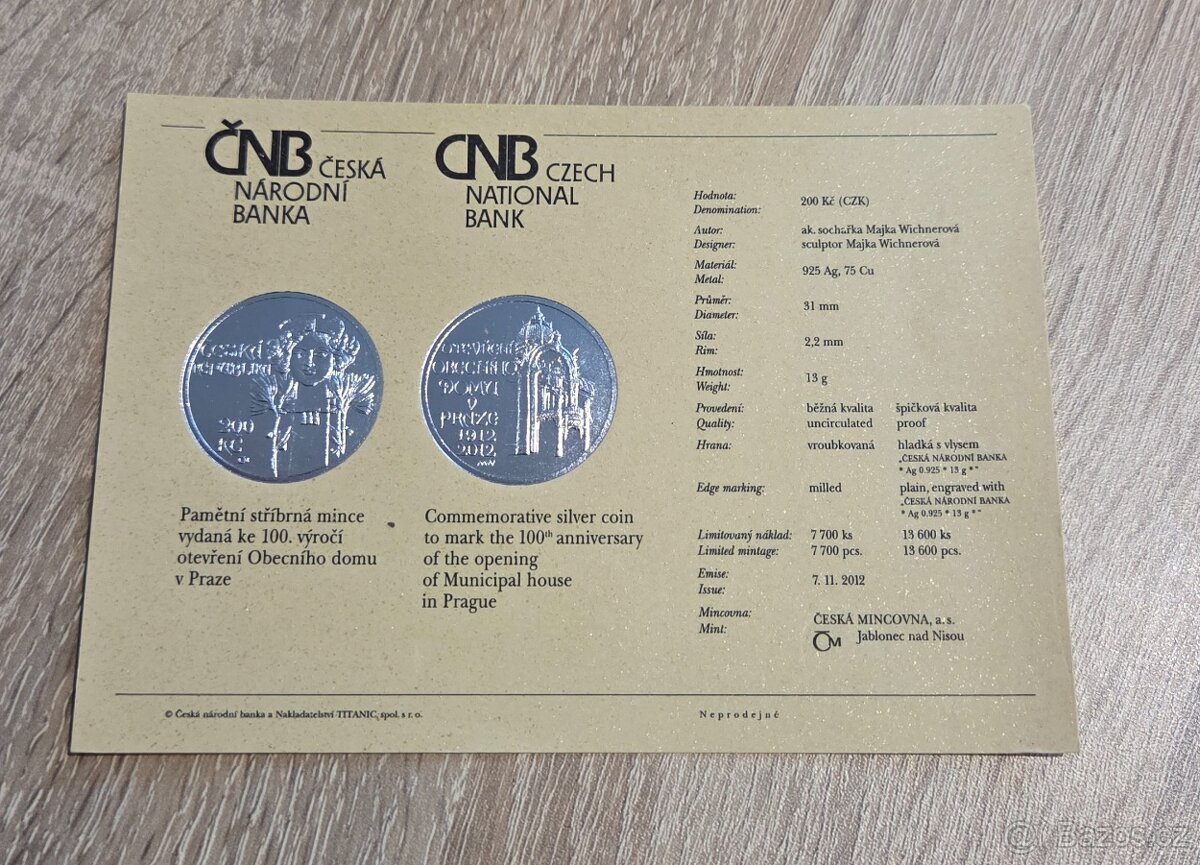 ČNB ČESKÁ
NÁRODNÍ
BANKA
CNB CZECH
NATIONAL
BANK
ČESKÁ
REPUBLIKA
200
KČ
OTEVŘENÍ
OBECNÍHO
DOMU
V
PRAZE
1912
2012
MW
Pamětní stříbrná mince
vydaná ke 100. výročí
otevření Obecního domu
v Praze
Commemorative silver coin
to mark the 100th anniversary
of the opening
of Municipal house
in Prague
Hodnota:
Denomination:
200 Kč (CZK)
Autor: ak. sochařka Majka Wichnerová
Designer: sculptor Majka Wichnerová
Materiál:
Metal:
925 Ag, 75 Cu
Průměr:
Diameter:
31 mm
Síla:
Rim:
2,2 mm
Hmotnost:
Weight:
13 g
Provedení: běžná kvalita špičková kvalita
Quality: uncirculated proof
Hrana: vroubkovaná hladká s vlysem
„ČESKÁ NÁRODNÍ BANKA
* Ag 0.925 * 13 g *“
Edge marking: milled plain, engraved with
„ČESKÁ NÁRODNÍ BANKA
* Ag 0.925 * 13 g *“
Limitovaný náklad: 7 700 ks 13 600 ks
Limited mintage: 7 700 pcs. 13 600 pcs.
Emise:
Issue:
7. 11. 2012
Mincovna:
Mint:
ČESKÁ MINCOVNA, a. s.
ČM Jablonec nad Nisou
© Česká národní banka a Nakladatelství TITANIC, spol. s r. o.
Neprodejné
© Bazos.cz